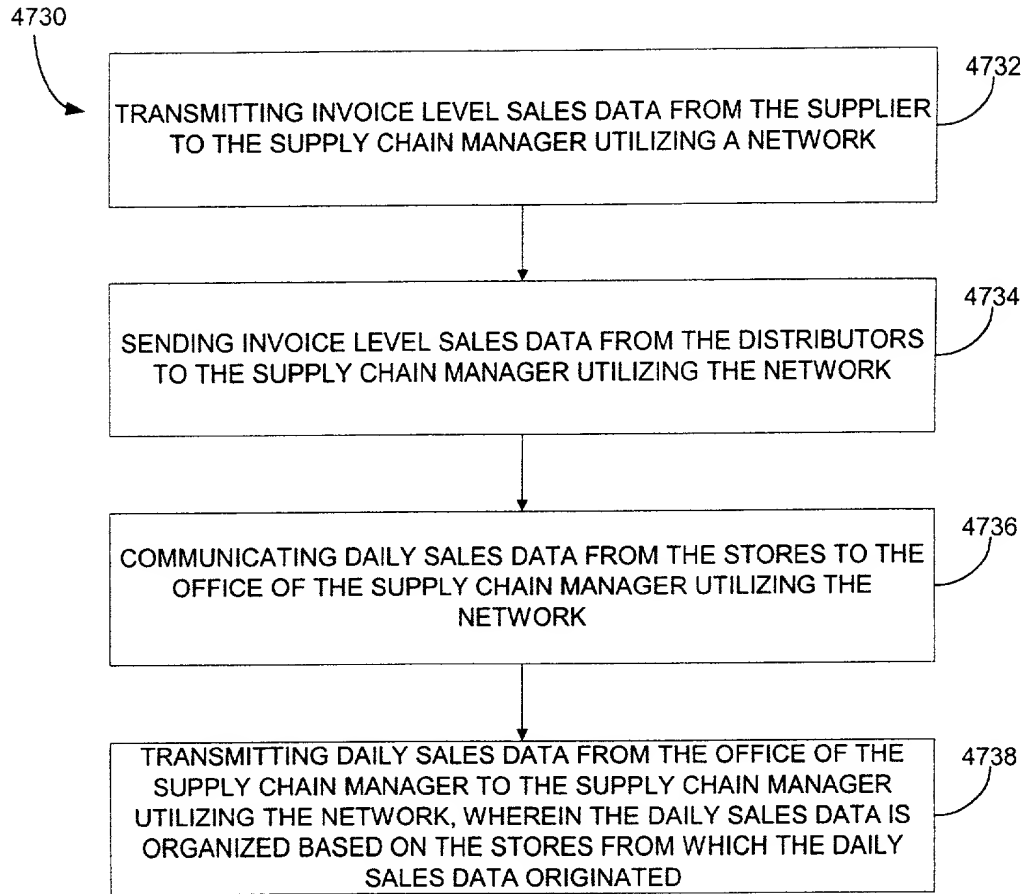 4730
4732
TRANSMITTING INVOICE LEVEL SALES DATA FROM THE SUPPLIER
TO THE SUPPLY CHAIN MANAGER UTILIZING A NETWORK
4734
SENDING INVOICE LEVEL SALES DATA FROM THE DISTRIBUTORS
TO THE SUPPLY CHAIN MANAGER UTILIZING THE NETWORK
4736
COMMUNICATING DAILY SALES DATA FROM THE STORES TO THE
OFFICE OF THE SUPPLY CHAIN MANAGER UTILIZING THE
NETWORK
4738
TRANSMITTING DAILY SALES DATA FROM THE OFFICE OF THE
SUPPLY CHAIN MANAGER TO THE SUPPLY CHAIN MANAGER
UTILIZING THE NETWORK, WHEREIN THE DAILY SALES DATA IS
ORGANIZED BASED ON THE STORES FROM WHICH THE DAILY
SALES DATA ORIGINATED